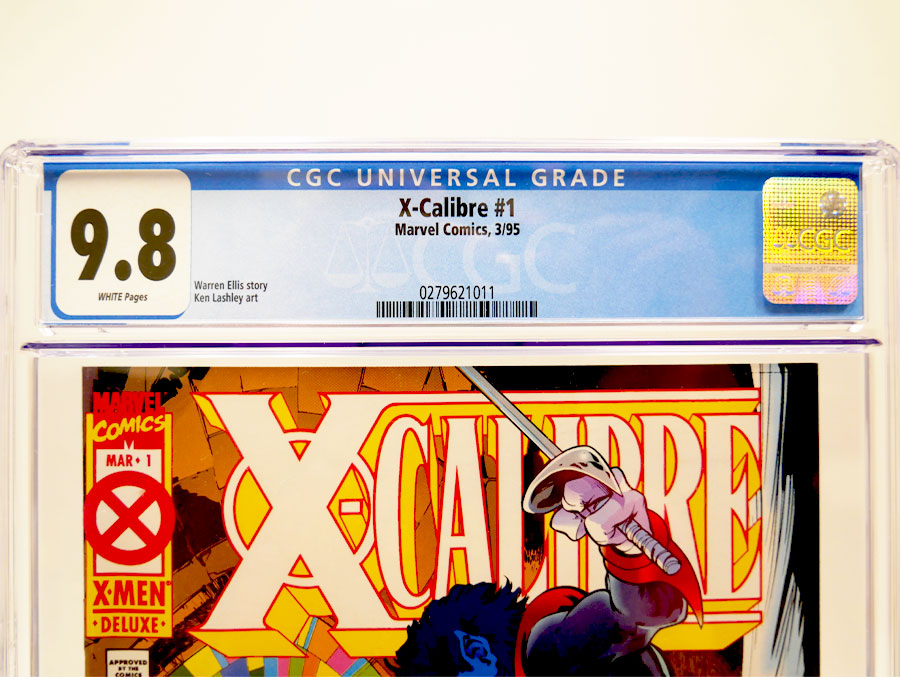 CGC UNIVERSAL GRADE
9.8
WHITE Pages
X-Calibre #1
Marvel Comics, 3/95
Warren Ellis story
Ken Lashley art
0279621011
CGC
CGC
MARVEL
COMICS
MAR • 1
X-MEN
DELUXE
X-CALIBRE
APPROVED
BY THE
COMICS